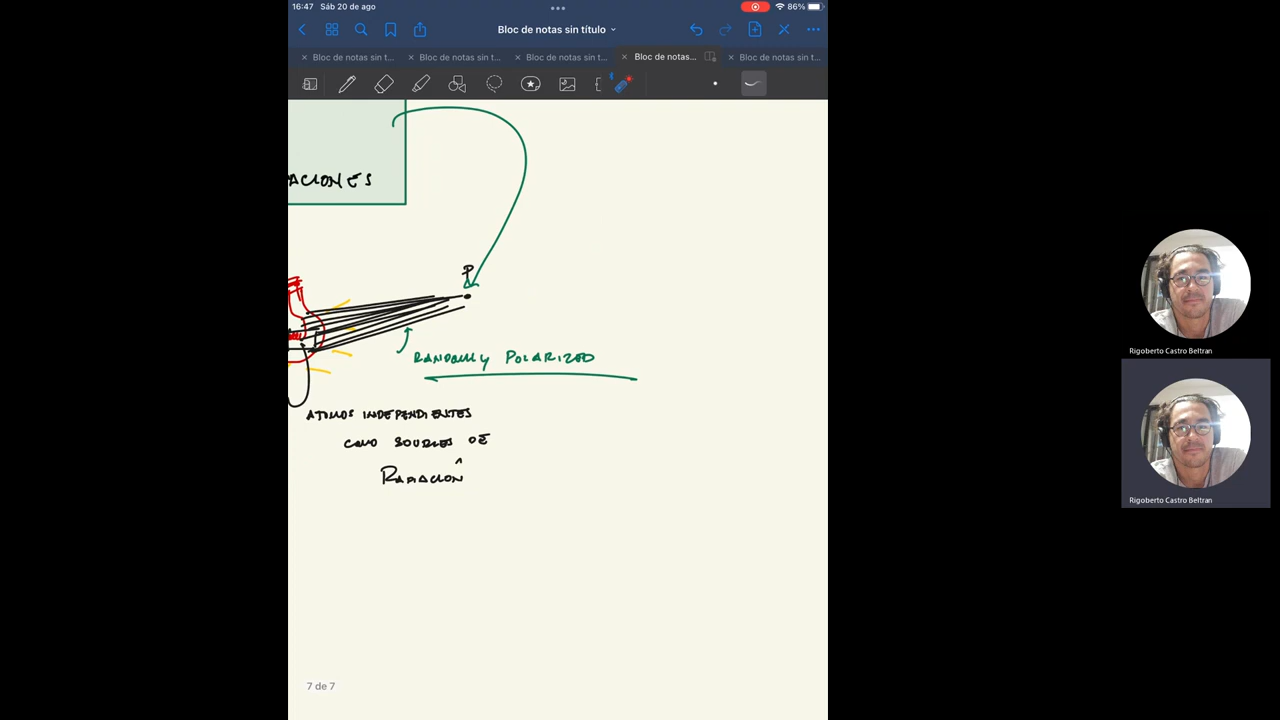 16:47 Sáb 20 de ago
86%
Bloc de notas sin título
Bloc de notas sin t... Bloc de notas sin t... Bloc de notas sin t... Bloc de notas... Bloc de notas sin t...
ACIONES
P
RANDOMLY POLARIZED
ATOMOS INDEPENDIENTES
COMO SOURCES DE
RADIACION
7 de 7
Rigoberto Castro Beltran
Rigoberto Castro Beltran